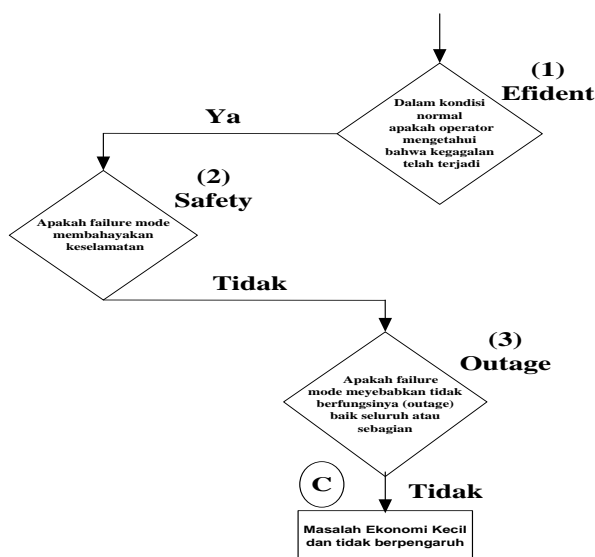 (1)
Efident
Dalam kondisi
normal
apakah operator
mengetahui
bahwa kegagalan
telah terjadi
Ya
(2)
Safety
Apakah failure mode
membahayakan
keselamatan
Tidak
(3)
Outage
Apakah failure
mode meyebabkan tidak
berfungsinya (outage)
baik seluruh atau
sebagian
C
Tidak
Masalah Ekonomi Kecil
dan tidak berpengaruh